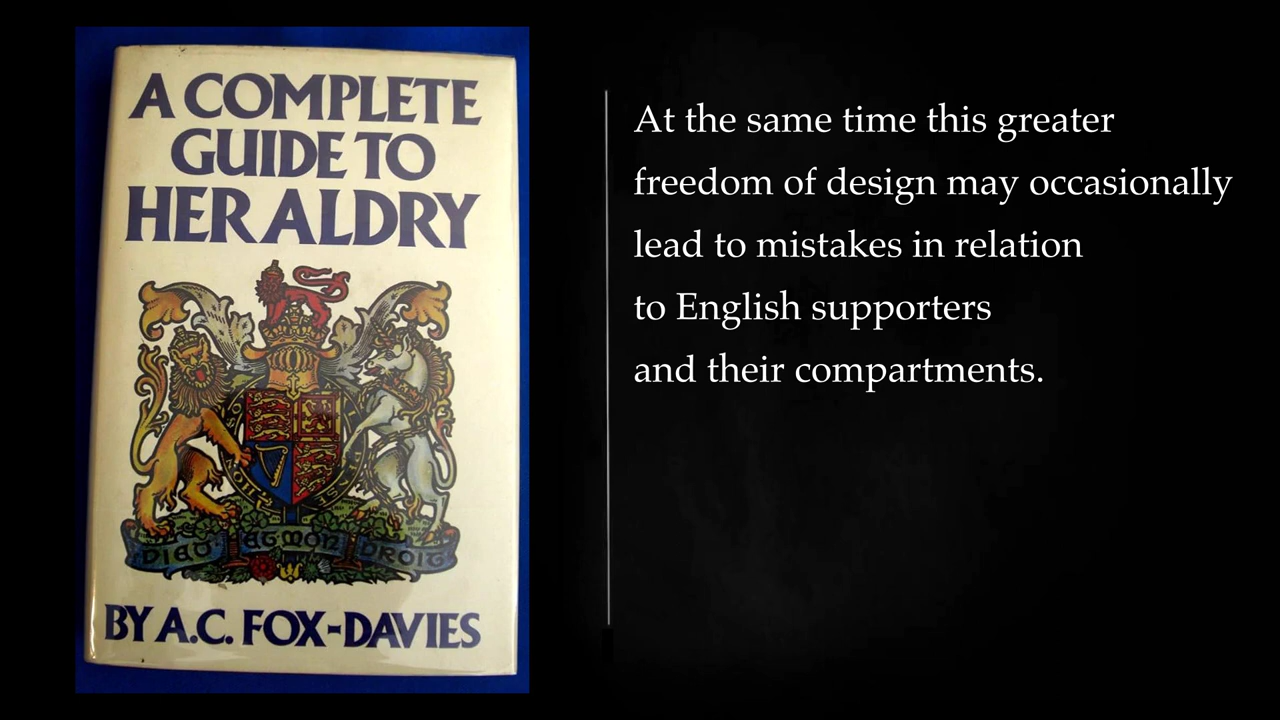 A COMPLETE
GUIDE TO
HERALDRY
DIEU ET MON DROIT
BY A.C. FOX-DAVIES
At the same time this greater
freedom of design may occasionally
lead to mistakes in relation
to English supporters
and their compartments.